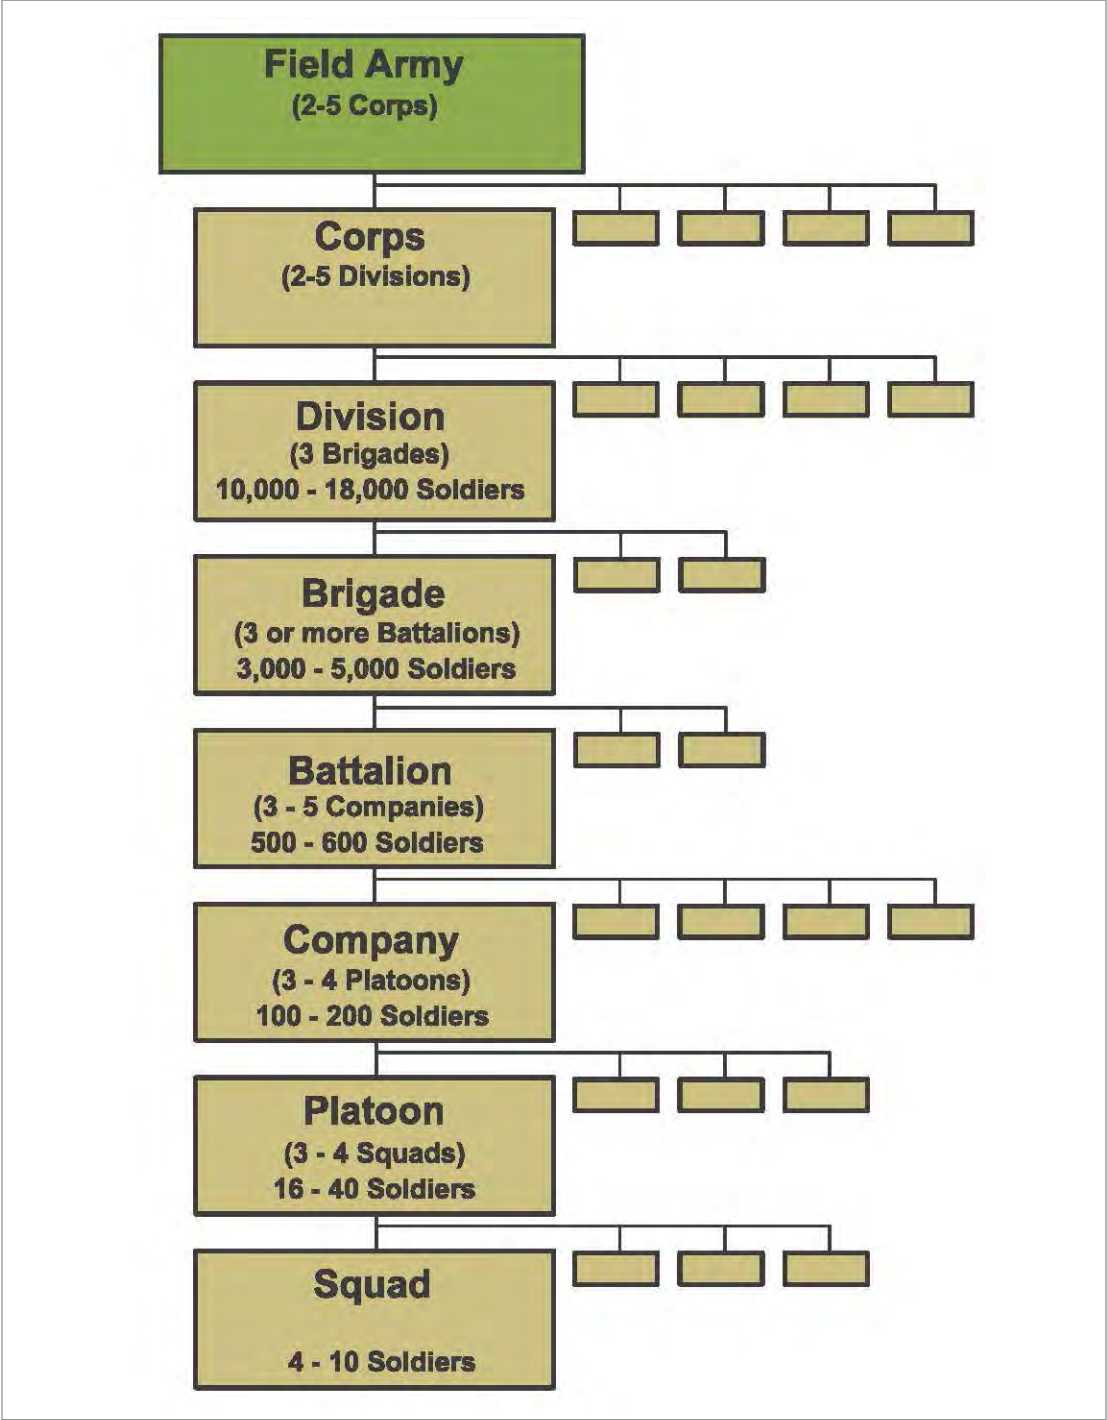 Field Army
(2-5 Corps)
Corps
(2-5 Divisions)
Division
(3 Brigades)
10,000 - 18,000 Soldiers
Brigade
(3 or more Battalions)
3,000 - 5,000 Soldiers
Battalion
(3 - 5 Companies)
500 - 600 Soldiers
Company
(3 - 4 Platoons)
100 - 200 Soldiers
Platoon
(3 - 4 Squads)
16 - 40 Soldiers
Squad
4 - 10 Soldiers